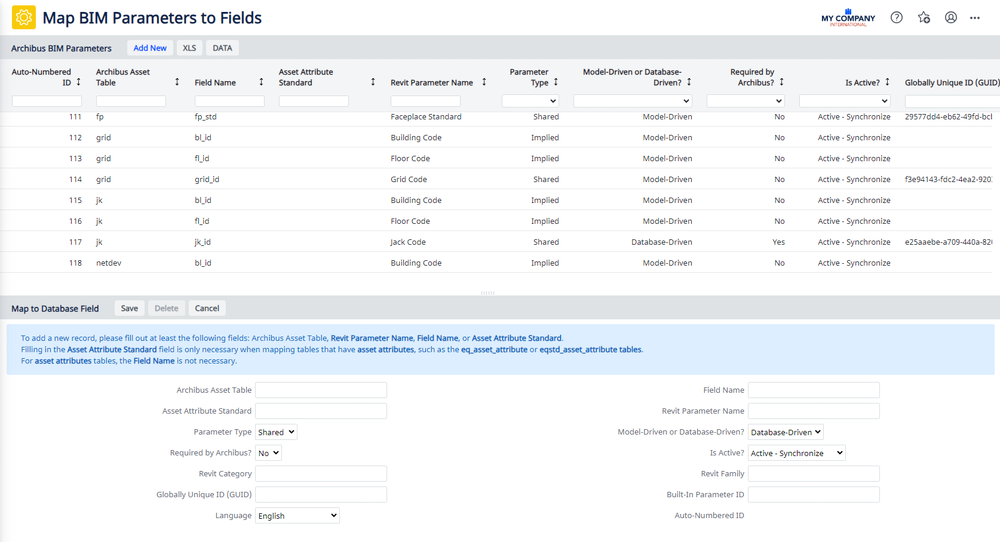 Map BIM Parameters to Fields
MY COMPANY
INTERNATIONAL
Archibus BIM Parameters Add New XLS DATA
Auto-Numbered ID Archibus Asset Table Field Name Asset Attribute Standard Revit Parameter Name Parameter Type Model-Driven or Database-Driven? Required by Archibus? Is Active? Globally Unique ID (GUID)
111 fp fp_std Faceplace Standard Shared Model-Driven No Active - Synchronize 29577dd4-eb62-49fd-bcl
112 grid bl_id Building Code Implied Model-Driven No Active - Synchronize
113 grid fl_id Floor Code Implied Model-Driven No Active - Synchronize
114 grid grid_id Grid Code Shared Model-Driven No Active - Synchronize f3e94143-fdc2-4ea2-920
115 jk bl_id Building Code Implied Model-Driven No Active - Synchronize
116 jk fl_id Floor Code Implied Model-Driven No Active - Synchronize
117 jk jk_id Jack Code Shared Database-Driven Yes Active - Synchronize e25aaebe-a709-440a-82
118 netdev bl_id Building Code Implied Model-Driven No Active - Synchronize
Map to Database Field Save Delete Cancel
To add a new record, please fill out at least the following fields: Archibus Asset Table, Revit Parameter Name, Field Name, or Asset Attribute Standard.
Filling in the Asset Attribute Standard field is only necessary when mapping tables that have asset attributes, such as the eq_asset_attribute or eqstd_asset_attribute tables.
For asset attributes tables, the Field Name is not necessary.
Archibus Asset Table Field Name
Asset Attribute Standard Revit Parameter Name
Parameter Type Shared Model-Driven or Database-Driven? Database-Driven
Required by Archibus? No Is Active? Active - Synchronize
Revit Category Revit Family
Globally Unique ID (GUID) Built-In Parameter ID
Language English Auto-Numbered ID